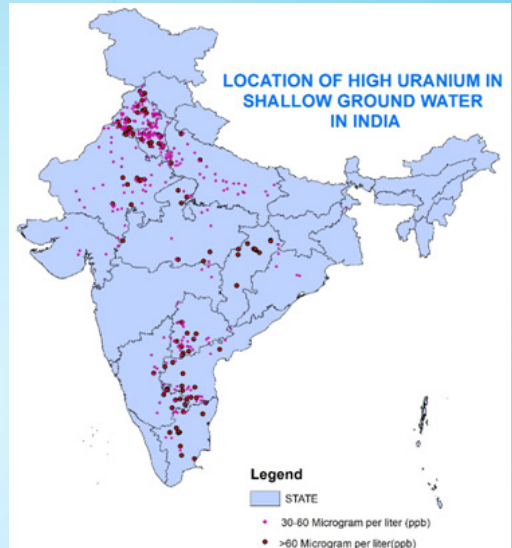 LOCATION OF HIGH URANIUM IN
SHALLOW GROUND WATER
IN INDIA
Legend
STATE
30-60 Microgram per liter (ppb)
>60 Microgram per liter(ppb)